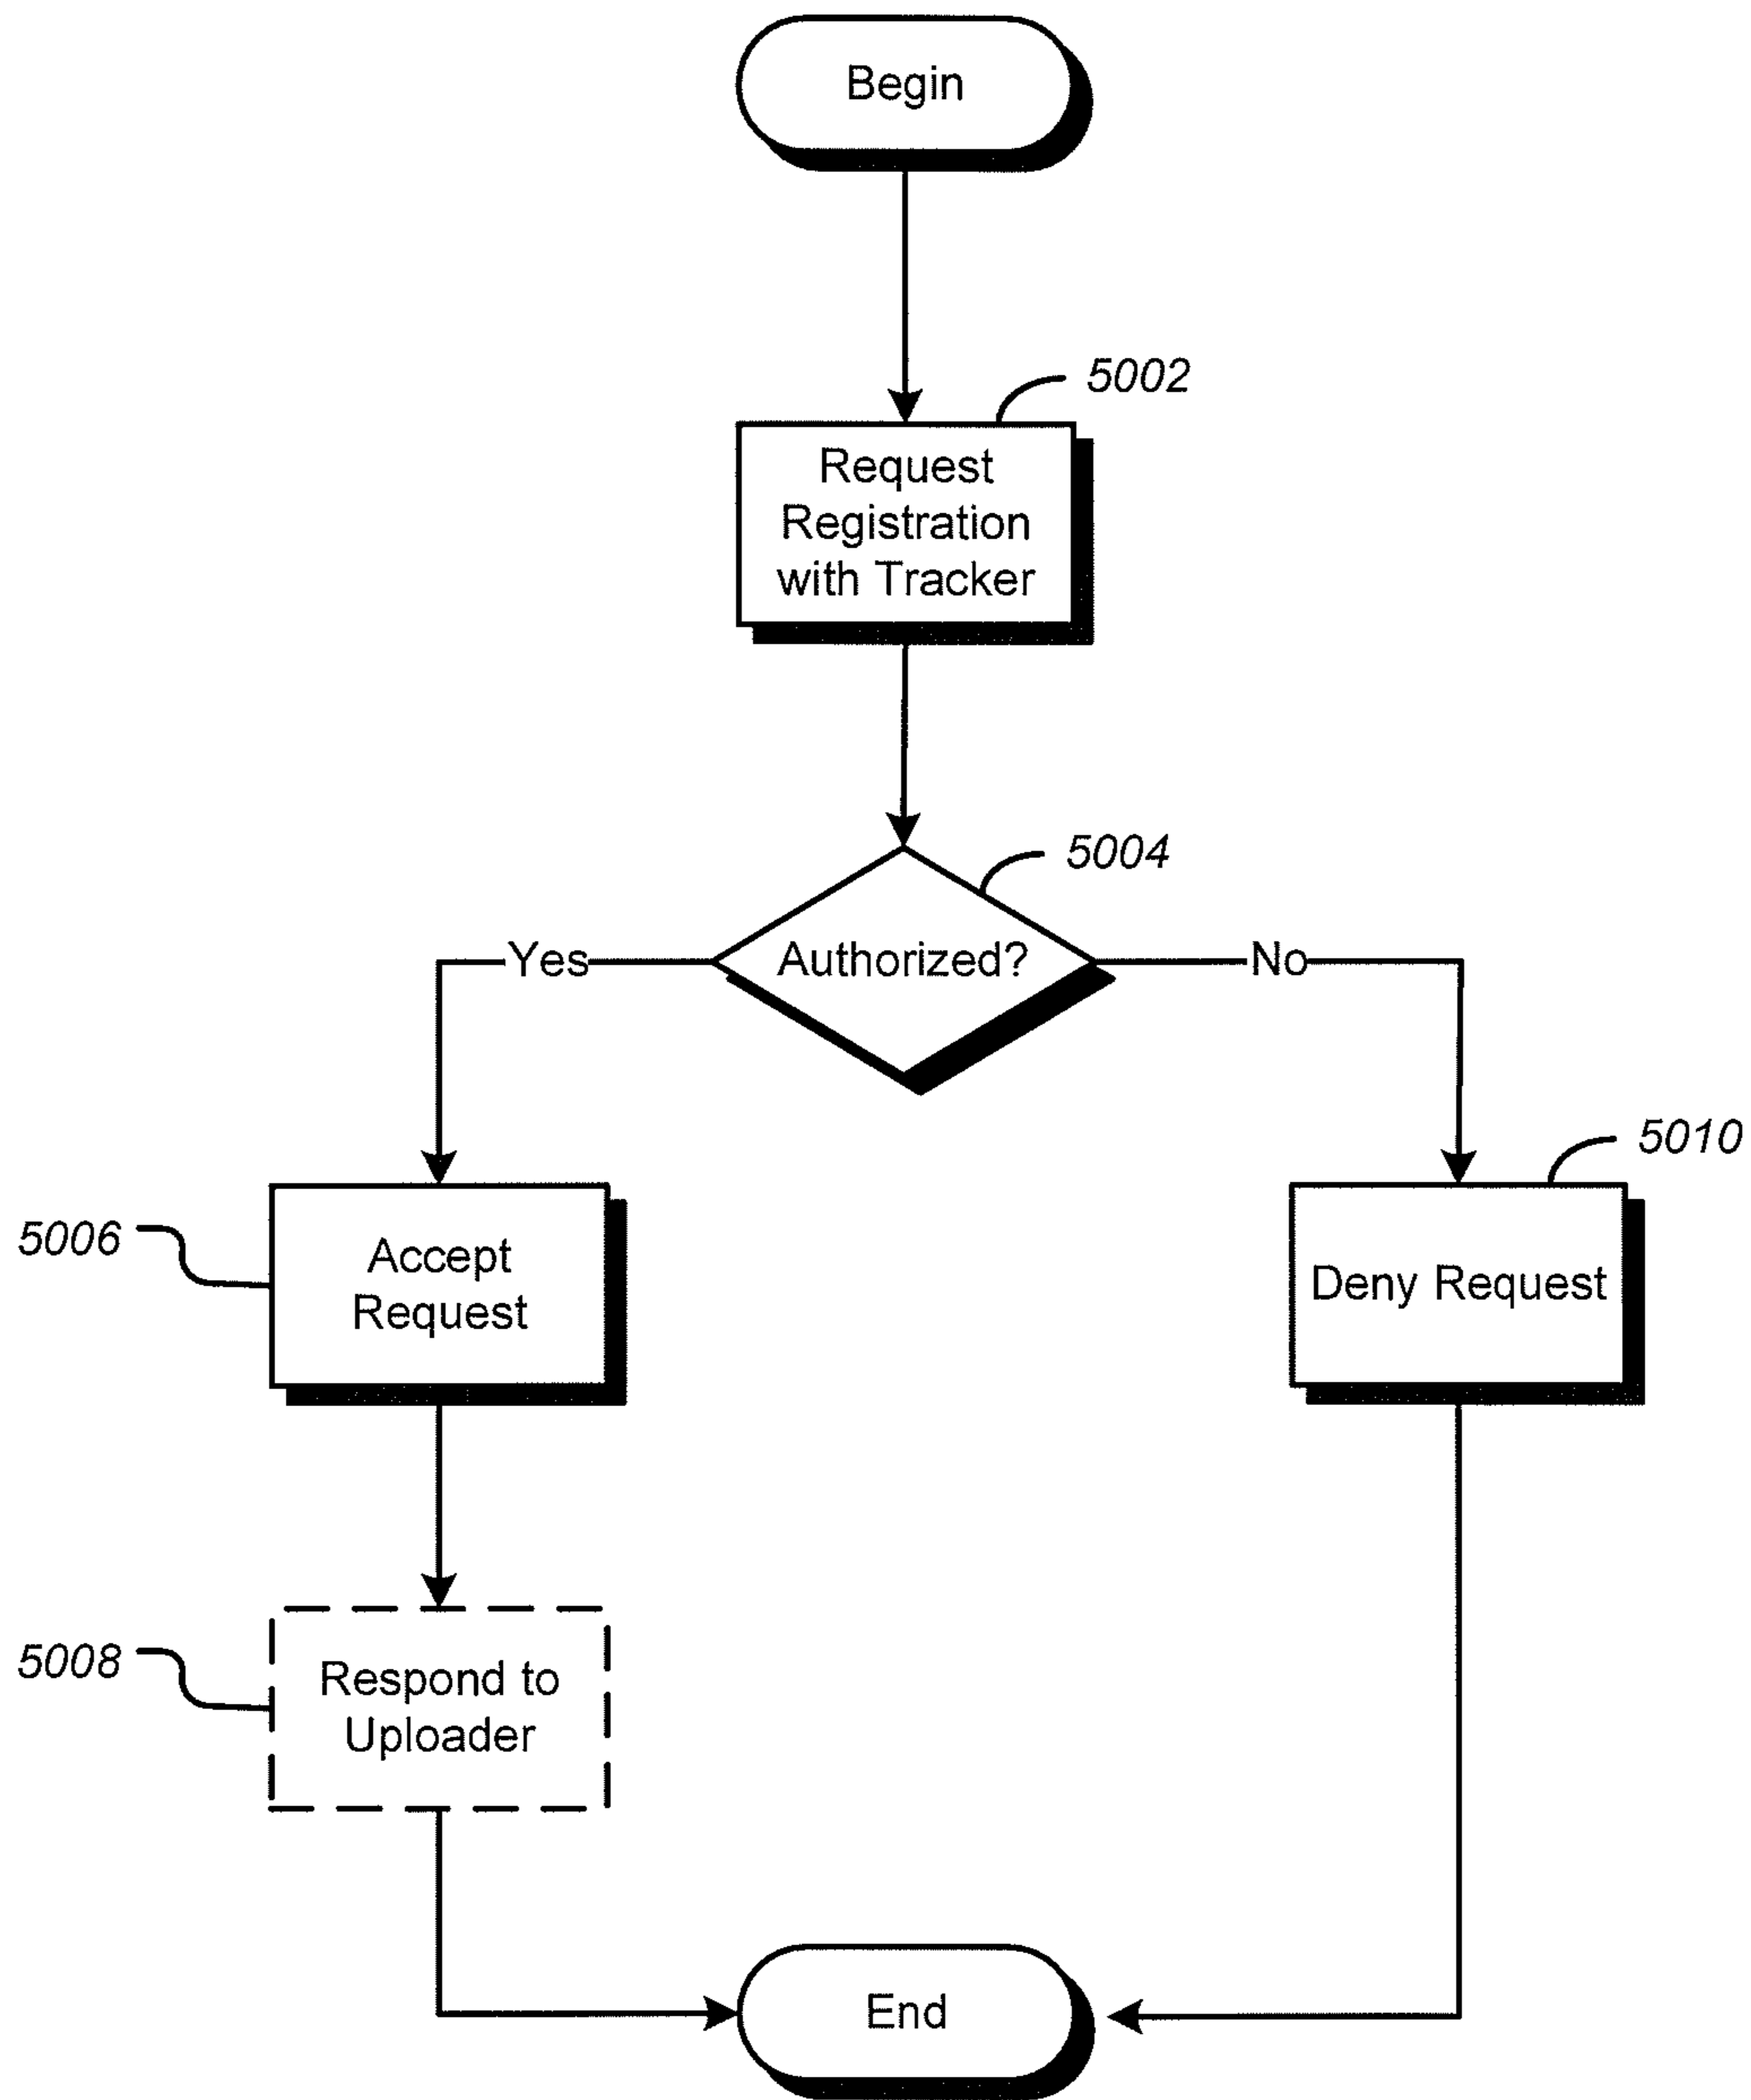 Begin
5002
Request
Registration
with Tracker
5004
Yes
Authorized?
No
5010
5006
Accept
Request
Deny Request
5008
Respond to
Uploader
End